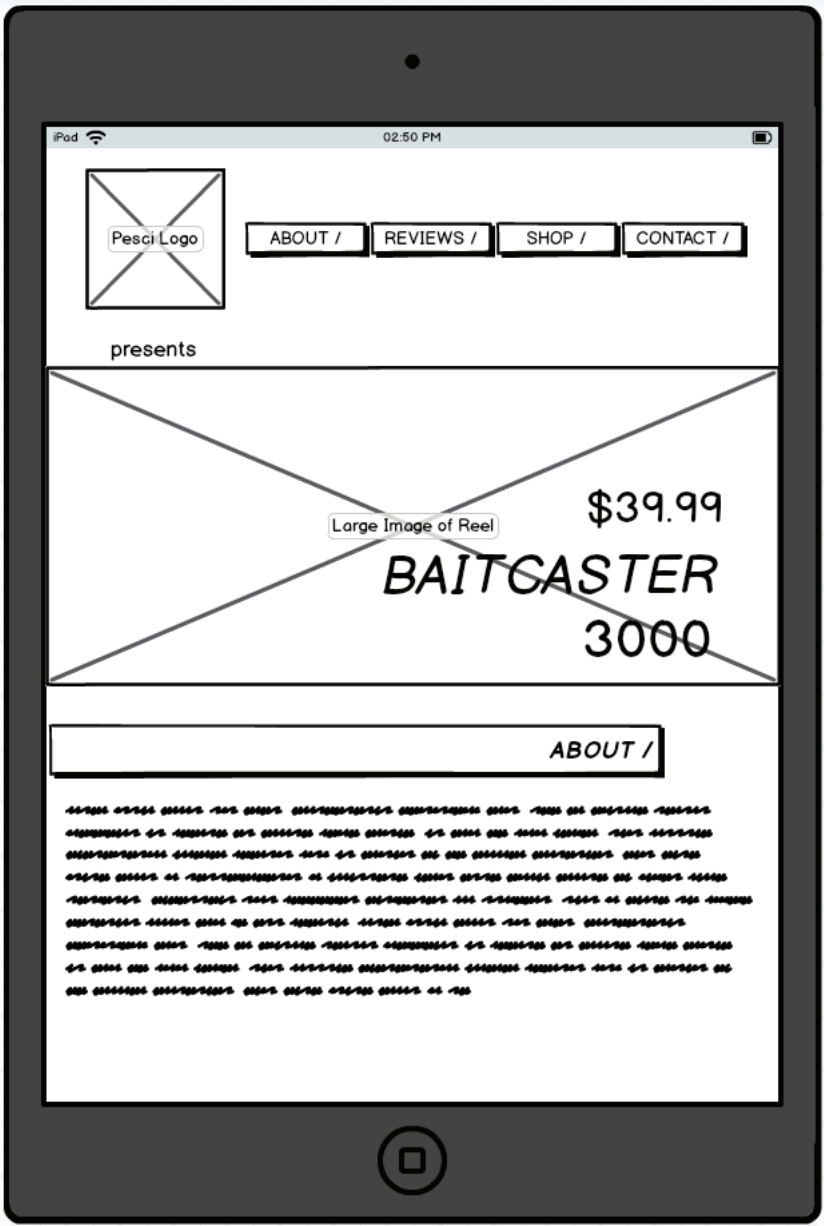 iPad 02:50 PM
Pesci Logo
ABOUT / REVIEWS / SHOP / CONTACT /
presents
$39.99
Large Image of Reel
BAITCASTER
3000
ABOUT /